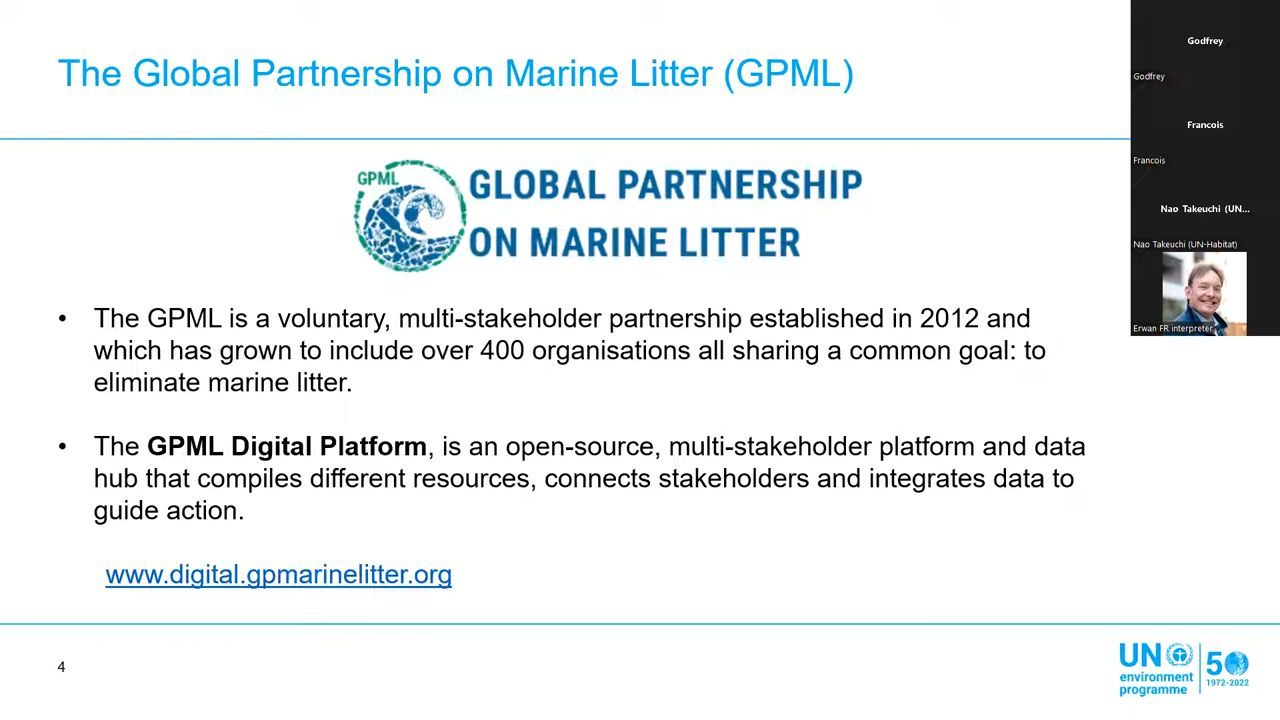 The Global Partnership on Marine Litter (GPML)
GPML
GLOBAL PARTNERSHIP
ON MARINE LITTER
• The GPML is a voluntary, multi-stakeholder partnership established in 2012 and
which has grown to include over 400 organisations all sharing a common goal: to
eliminate marine litter.
• The GPML Digital Platform, is an open-source, multi-stakeholder platform and data
hub that compiles different resources, connects stakeholders and integrates data to
guide action.
www.digital.gpmarinelitter.org
4
UN
environment
programme
50
1972-2022
Godfrey
Godfrey
Francois
Francois
Nao Takeuchi (UN...
Nao Takeuchi (UN-Habitat)
Erwan FR interpreter